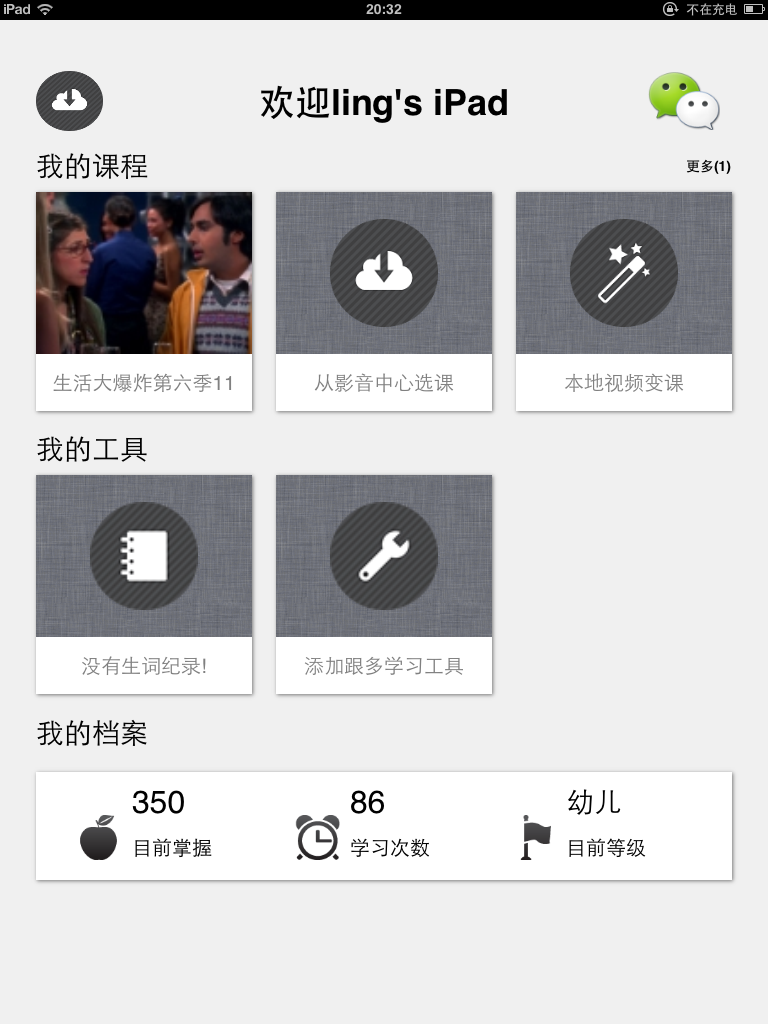 iPad 20:32 不在充电
欢迎ling's iPad
我的课程 更多(1)
生活大爆炸第六季11 从影音中心选课 本地视频变课
我的工具
没有生词纪录! 添加跟多学习工具
我的档案
350 86 幼儿
目前掌握 学习次数 目前等级